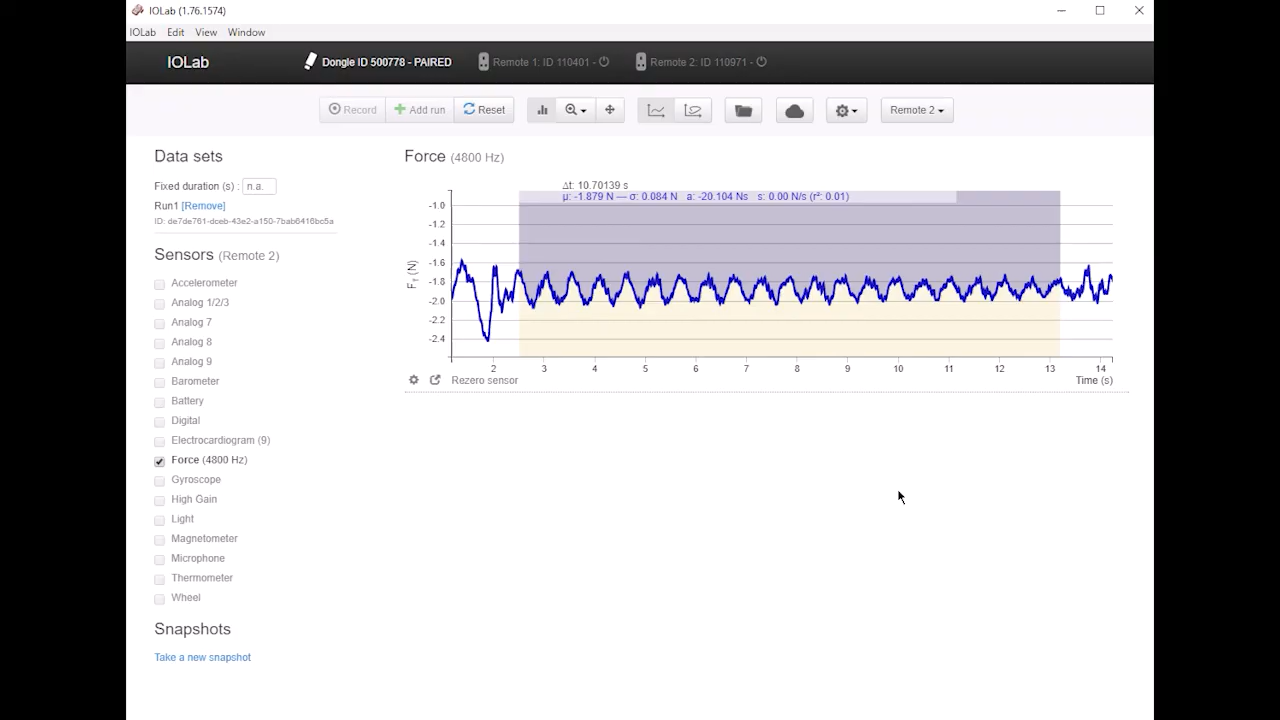 IOLab (1.76.1574)
IOLab Edit View Window
IOLab Dongle ID 500778 - PAIRED Remote 1: ID 110401 - Remote 2: ID 110971 -
Record Add run Reset Remote 2
Data sets
Fixed duration (s) : n.a.
Run1 [Remove]
ID: de7de761-dceb-43e2-a150-7bab6416bc5a
Sensors (Remote 2)
Accelerometer
Analog 1/2/3
Analog 7
Analog 8
Analog 9
Barometer
Battery
Digital
Electrocardiogram (9)
Force (4800 Hz)
Gyroscope
High Gain
Light
Magnetometer
Microphone
Thermometer
Wheel
Snapshots
Take a new snapshot
Force (4800 Hz)
Δt: 10.70139 s
μ: -1.879 N — σ: 0.084 N a: -20.104 Ns s: 0.00 N/s (r²: 0.01)
-1.0
-1.2
-1.4
-1.6
-1.8
-2.0
-2.2
-2.4
Fy (N)
2 3 4 5 6 7 8 9 10 11 12 13 14
Rezero sensor Time (s)